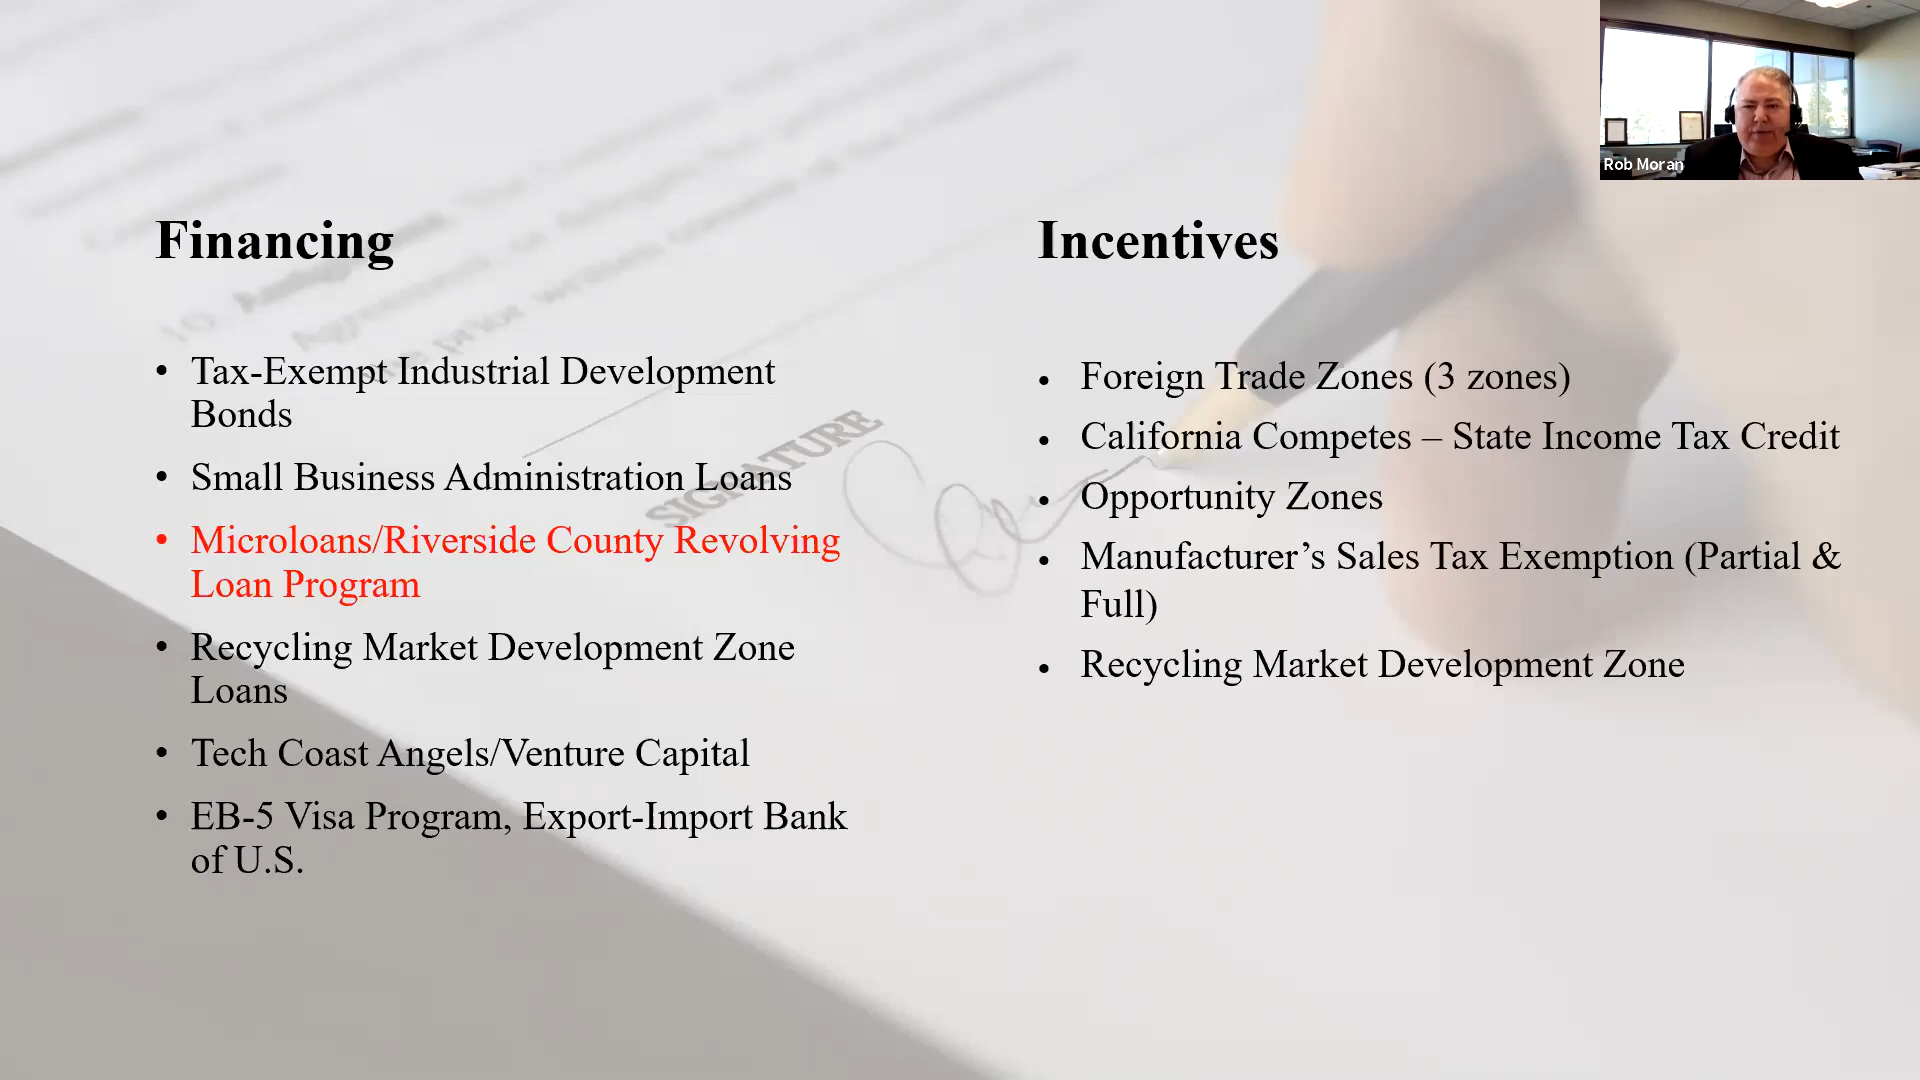 Rob Moran
Financing
• Tax-Exempt Industrial Development
Bonds
• Small Business Administration Loans
• Microloans/Riverside County Revolving
Loan Program
• Recycling Market Development Zone
Loans
• Tech Coast Angels/Venture Capital
• EB-5 Visa Program, Export-Import Bank
of U.S.
Incentives
• Foreign Trade Zones (3 zones)
• California Competes – State Income Tax Credit
• Opportunity Zones
• Manufacturer’s Sales Tax Exemption (Partial &
Full)
• Recycling Market Development Zone
SIGNATURE